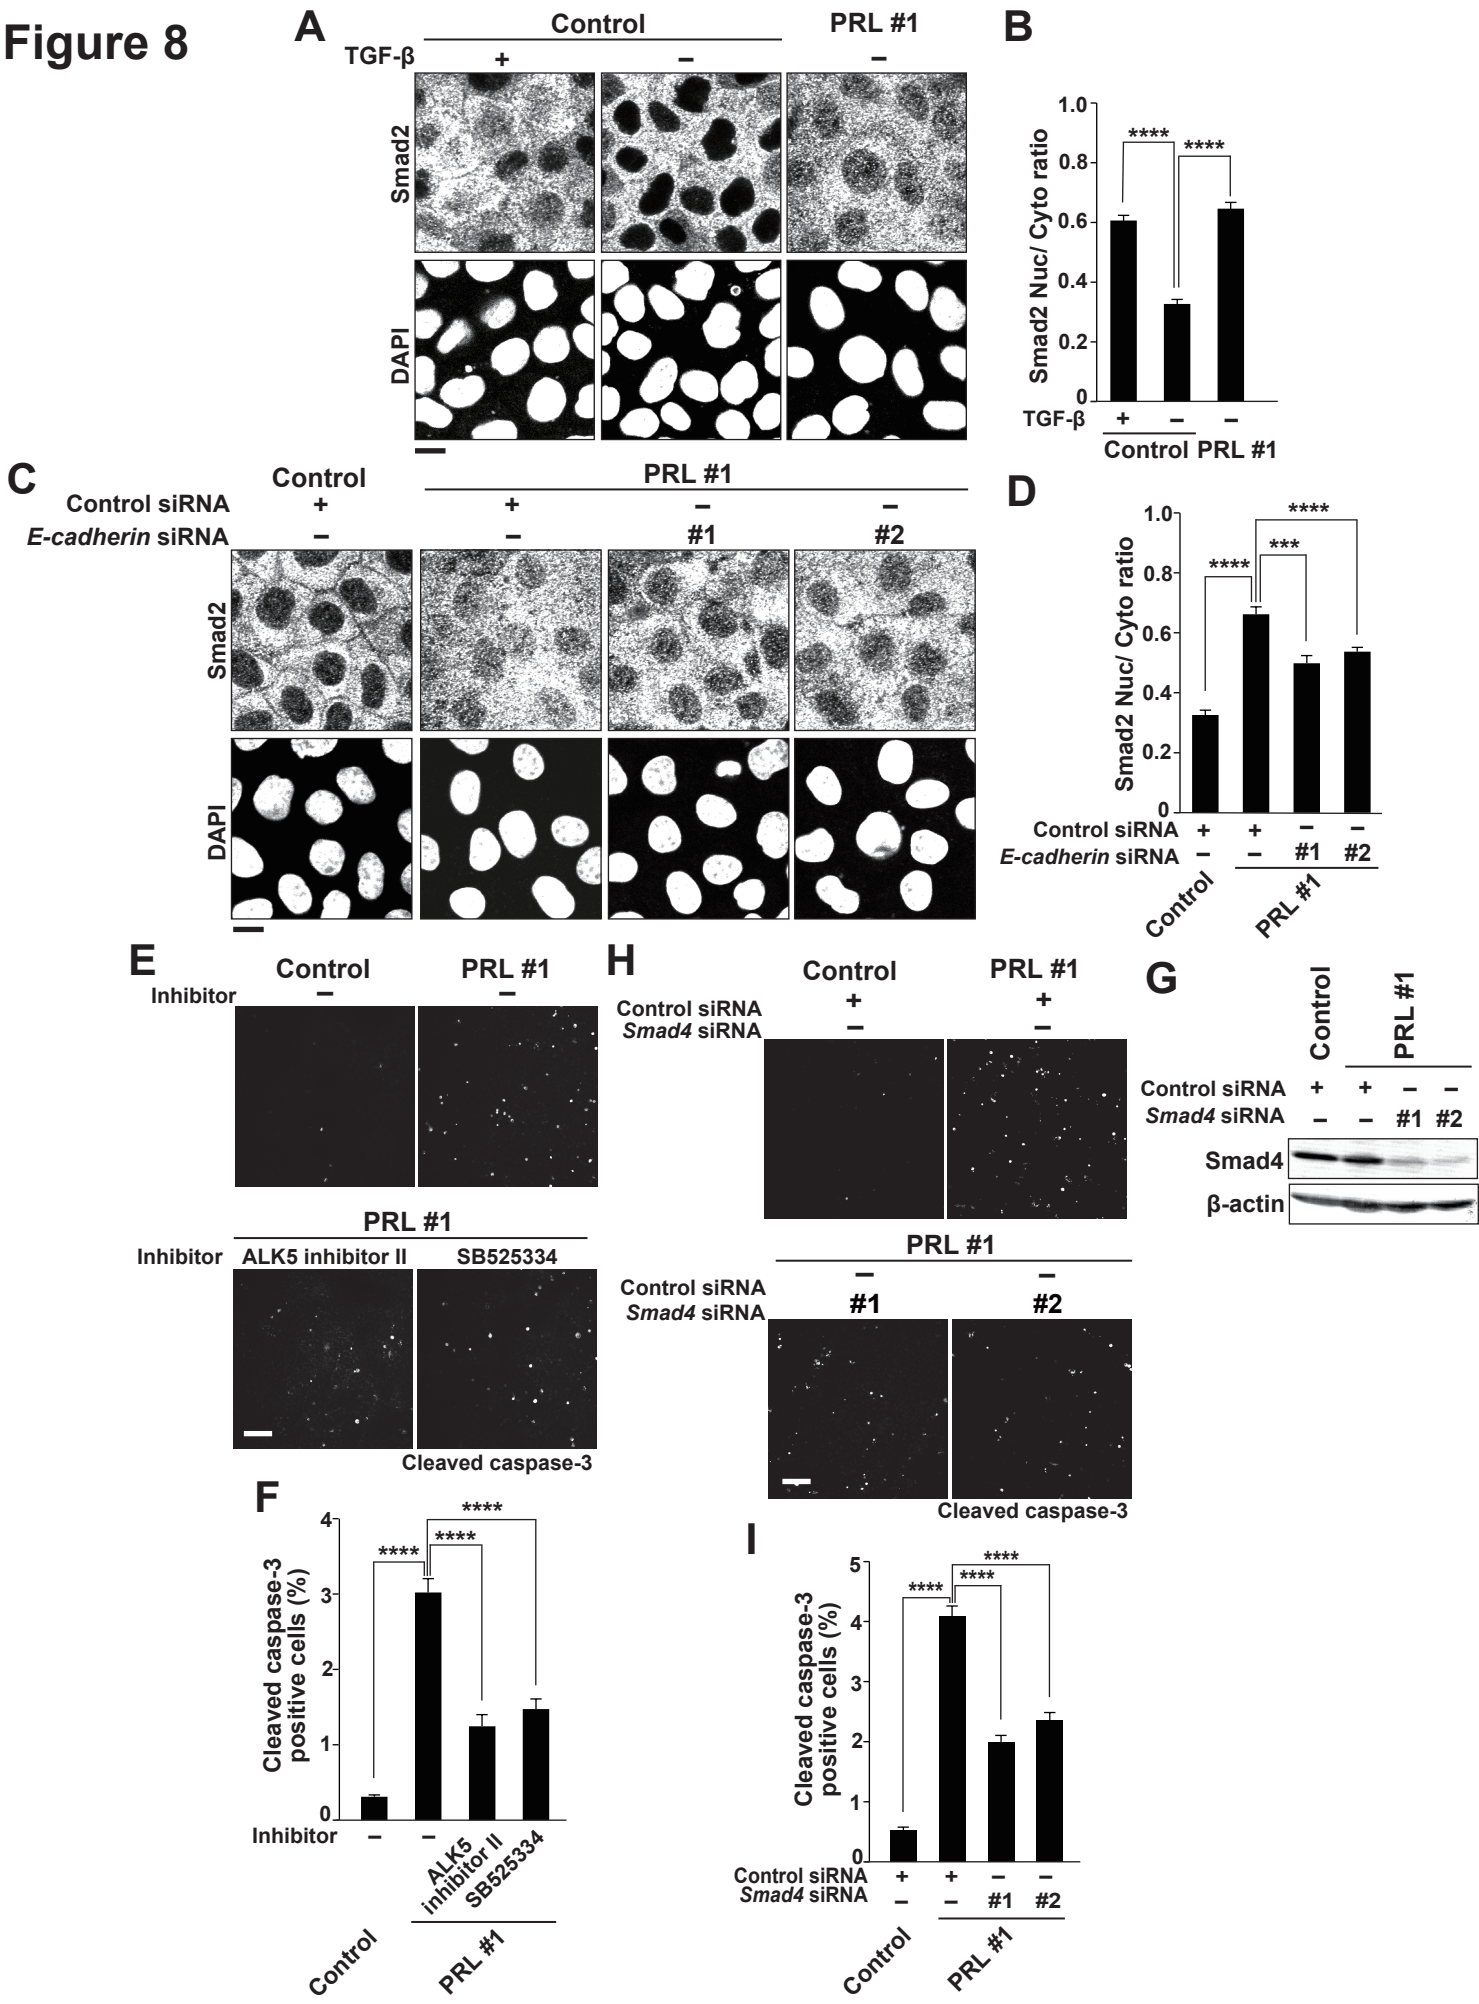 Figure 8
A
Control
PRL #1
TGF-β
+
–
–
Smad2
DAPI
B
Smad2 Nuc/ Cyto ratio
1.0
0.8
0.6
0.4
0.2
0
****
****
TGF-β
+
–
–
Control PRL #1
C
Control
PRL #1
Control siRNA
+
+
–
–
E-cadherin siRNA
–
–
#1
#2
Smad2
DAPI
D
Smad2 Nuc/ Cyto ratio
1.0
0.8
0.6
0.4
0.2
0
****
***
****
Control siRNA
+
+
–
–
E-cadherin siRNA
–
–
#1
#2
Control
PRL #1
E
Control
PRL #1
Inhibitor
–
–
PRL #1
Inhibitor
ALK5 inhibitor II
SB525334
Cleaved caspase-3
H
Control
PRL #1
Control siRNA
+
+
Smad4 siRNA
–
–
PRL #1
Control siRNA
–
–
Smad4 siRNA
#1
#2
Cleaved caspase-3
G
Control
PRL #1
Control siRNA
+
+
–
–
Smad4 siRNA
–
–
#1
#2
Smad4
β-actin
F
Cleaved caspase-3
positive cells (%)
4
3
2
1
0
****
****
****
Inhibitor
–
–
ALK5
inhibitor II
SB525334
Control
PRL #1
I
Cleaved caspase-3
positive cells (%)
5
4
3
2
1
0
****
****
****
Control siRNA
+
+
–
–
Smad4 siRNA
–
–
#1
#2
Control
PRL #1